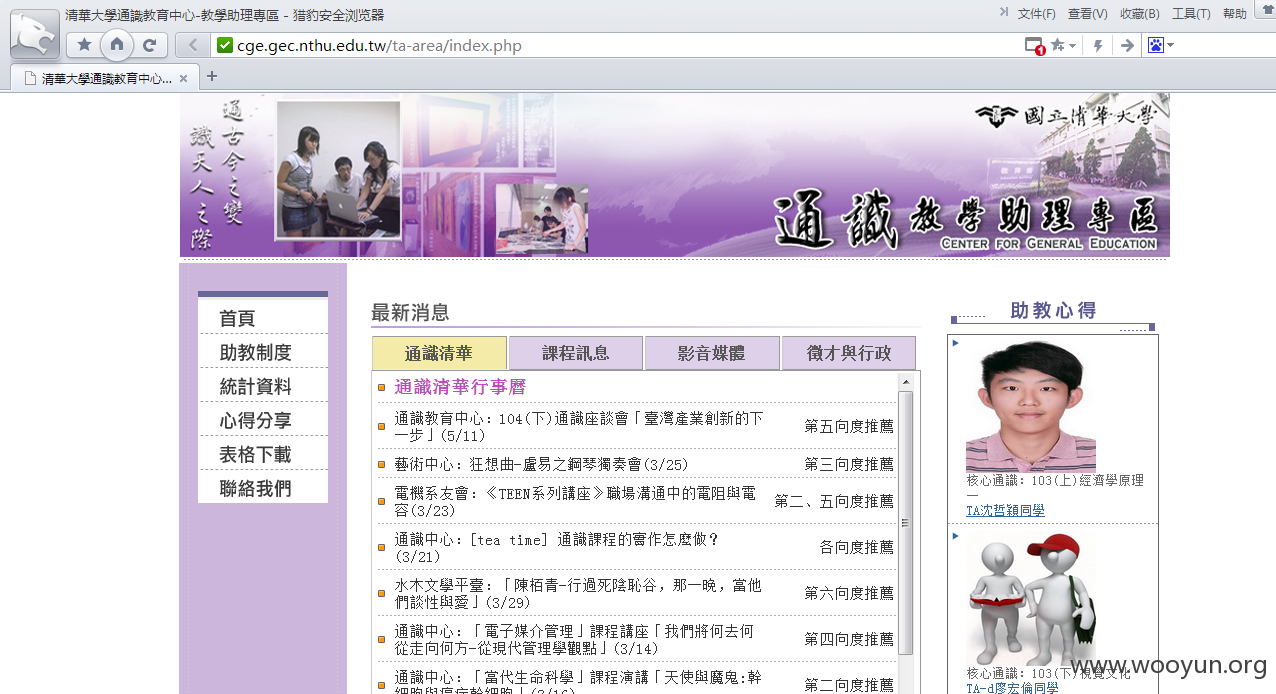 清華大學通識教育中心-教學助理專區 - 猎豹安全浏览器
文件(F) 查看(V) 收藏(B) 工具(T) 帮助
cge.gec.nthu.edu.tw/ta-area/index.php
1
清華大學通識教育中心...
通古今之變
識天人之際
國立清華大學
通識教學助理專區
CENTER FOR GENERAL EDUCATION
首頁
助教制度
統計資料
心得分享
表格下載
聯絡我們
最新消息
通識清華 課程訊息 影音媒體 徵才與行政
通識清華行事曆
通識教育中心：104(下)通識座談會「臺灣產業創新的下
一步」(5/11)
第五向度推薦
藝術中心：狂想曲-盧易之鋼琴獨奏會(3/25)
第三向度推薦
電機系友會：《TEEN系列講座》職場溝通中的電阻與電
容(3/23)
第二、五向度推薦
通識中心：[tea time] 通識課程的實作怎麼做？
(3/21)
各向度推薦
水木文學平臺：「陳栢青-行過死陰恥谷，那一晚，當他
們談性與愛」(3/29)
第六向度推薦
通識中心：「電子媒介管理」課程講座「我們將何去何
從走向何方-從現代管理學觀點」(3/14)
第四向度推薦
通識中心：「當代生命科學」課程演講「天使與魔鬼:幹
細胞與癌症幹細胞」(3/16)
第二向度推薦
助教心得
核心通識：103(上)經濟學原理
一
TA沈哲穎同學
核心通識：103(下)視覺文化
TA-d廖宏倫同學
www.wooyun.org